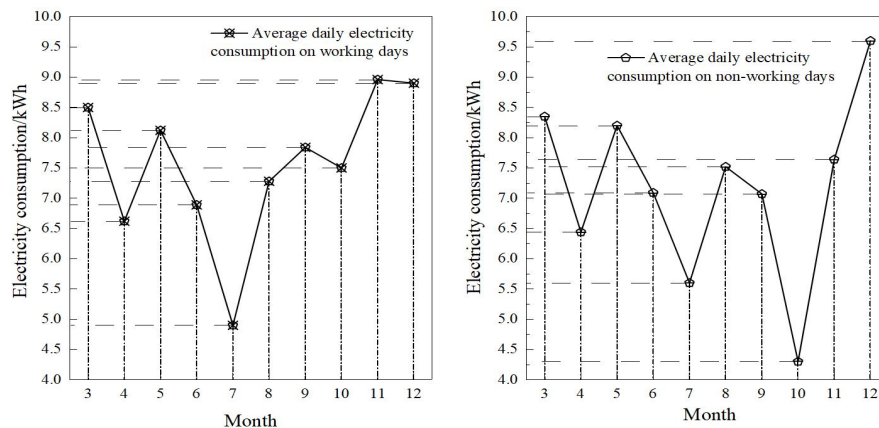 Electricity consumption/kWh
10.0
9.5
9.0
8.5
8.0
7.5
7.0
6.5
6.0
5.5
5.0
4.5
4.0
Average daily electricity
consumption on working days
3 4 5 6 7 8 9 10 11 12
Month
Electricity consumption/kWh
10.0
9.5
9.0
8.5
8.0
7.5
7.0
6.5
6.0
5.5
5.0
4.5
4.0
Average daily electricity
consumption on non-working days
3 4 5 6 7 8 9 10 11 12
Month